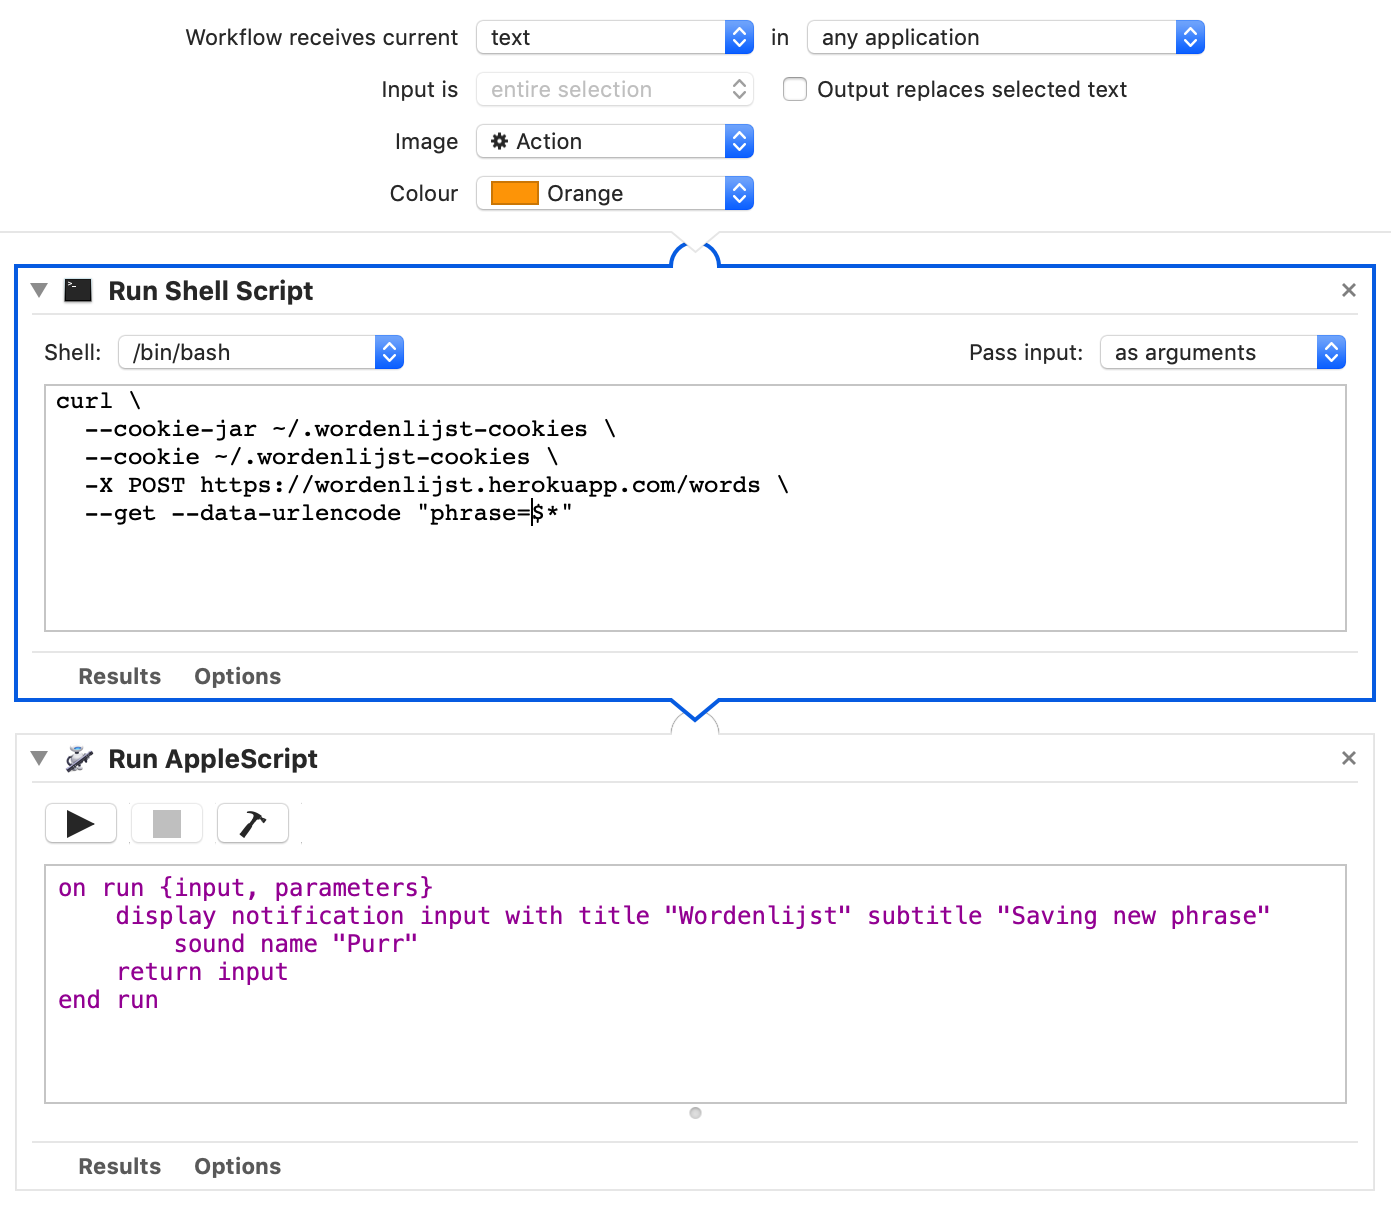 Workflow receives current text in any application
Input is entire selection Output replaces selected text
Image Action
Colour Orange
Run Shell Script
Shell: /bin/bash Pass input: as arguments
curl \
  --cookie-jar ~/.wordenlijst-cookies \
  --cookie ~/.wordenlijst-cookies \
  -X POST https://wordenlijst.herokuapp.com/words \
  --get --data-urlencode "phrase=$*"
Results Options
Run AppleScript
on run {input, parameters}
    display notification input with title "Wordenlijst" subtitle "Saving new phrase"
        sound name "Purr"
    return input
end run
Results Options